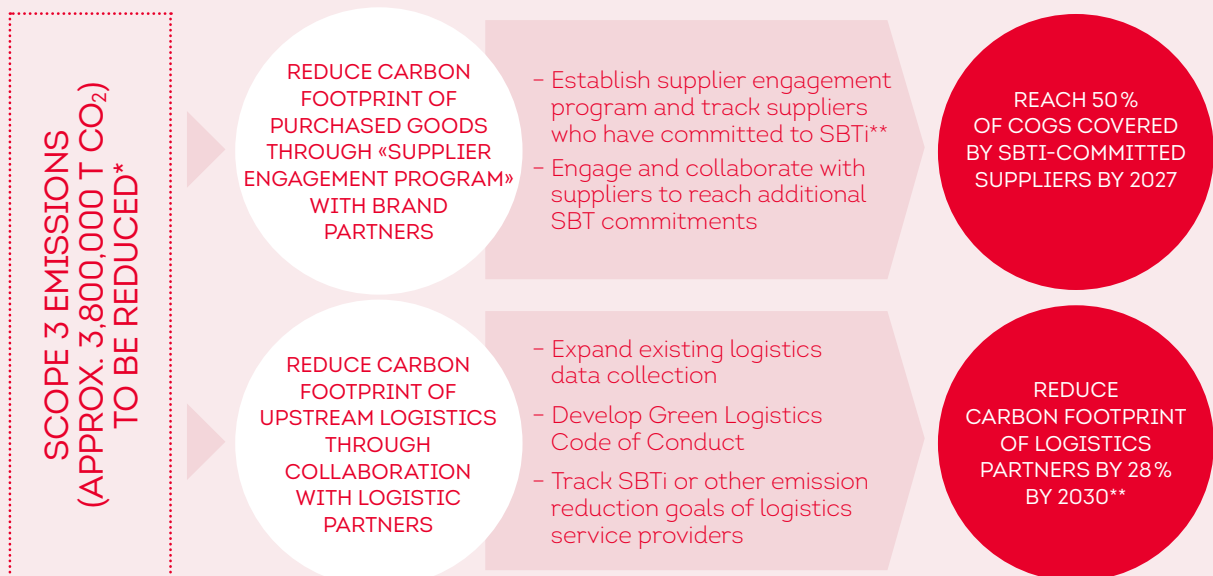 SCOPE 3 EMISSIONS
(APPROX. 3,800,000 T CO₂)
TO BE REDUCED*
REDUCE CARBON
FOOTPRINT OF
PURCHASED GOODS
THROUGH «SUPPLIER
ENGAGEMENT PROGRAM»
WITH BRAND
PARTNERS
– Establish supplier engagement
program and track suppliers
who have committed to SBTi**
– Engage and collaborate with
suppliers to reach additional
SBT commitments
REACH 50%
OF COGS COVERED
BY SBTI-COMMITTED
SUPPLIERS BY 2027
REDUCE CARBON
FOOTPRINT OF
UPSTREAM LOGISTICS
THROUGH
COLLABORATION
WITH LOGISTIC
PARTNERS
– Expand existing logistics
data collection
– Develop Green Logistics
Code of Conduct
– Track SBTi or other emission
reduction goals of logistics
service providers
REDUCE
CARBON FOOTPRINT
OF LOGISTICS
PARTNERS BY 28%
BY 2030**